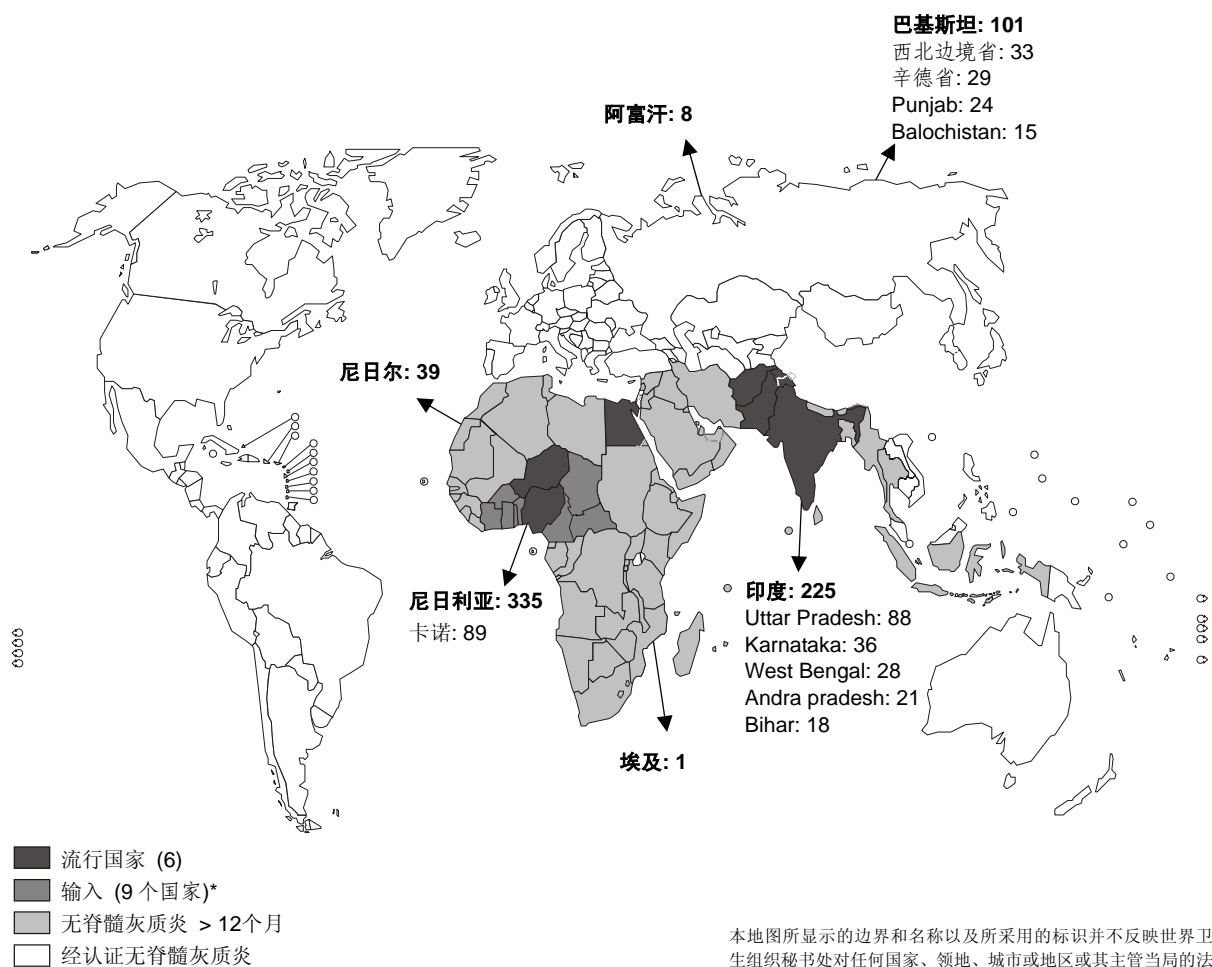 巴基斯坦: 101
西北边境省: 33
辛德省: 29
Punjab: 24
Balochistan: 15
阿富汗: 8
尼日尔: 39
尼日利亚: 335
卡诺: 89
印度: 225
Uttar Pradesh: 88
Karnataka: 36
West Bengal: 28
Andra pradesh: 21
Bihar: 18
埃及: 1
流行国家 (6)
输入 (9 个国家)*
无脊髓灰质炎 > 12个月
经认证无脊髓灰质炎
本地图所显示的边界和名称以及所采用的标识并不反映世界卫
生组织秘书处对任何国家、领地、城市或地区或其主管当局的法